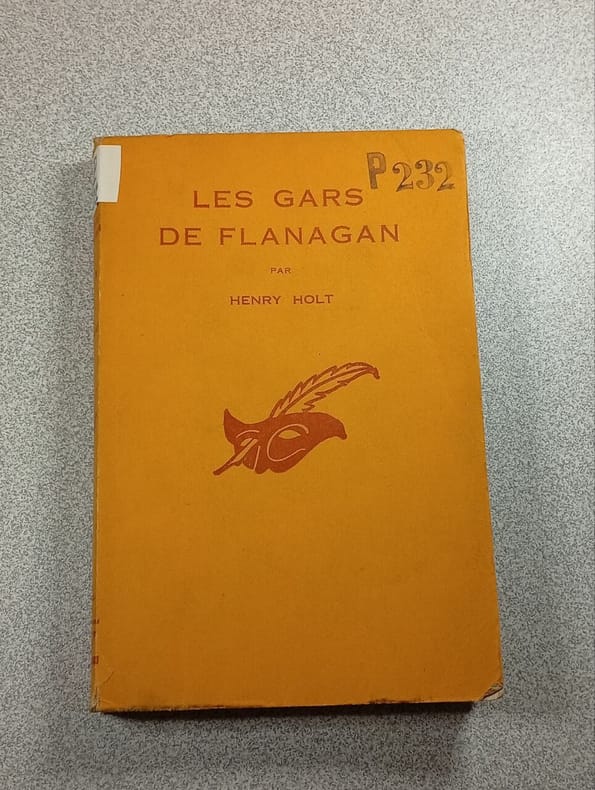 P232
LES GARS
DE FLANAGAN
PAR
HENRY HOLT